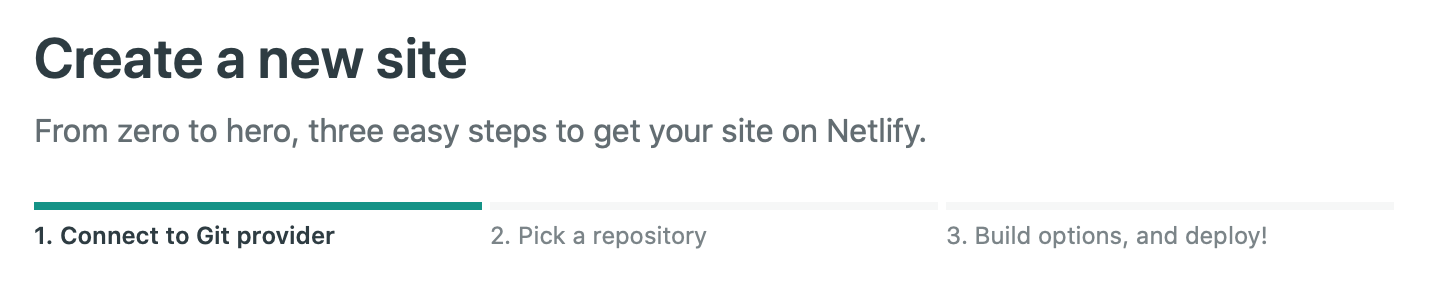 Create a new site
From zero to hero, three easy steps to get your site on Netlify.
1. Connect to Git provider
2. Pick a repository
3. Build options, and deploy!